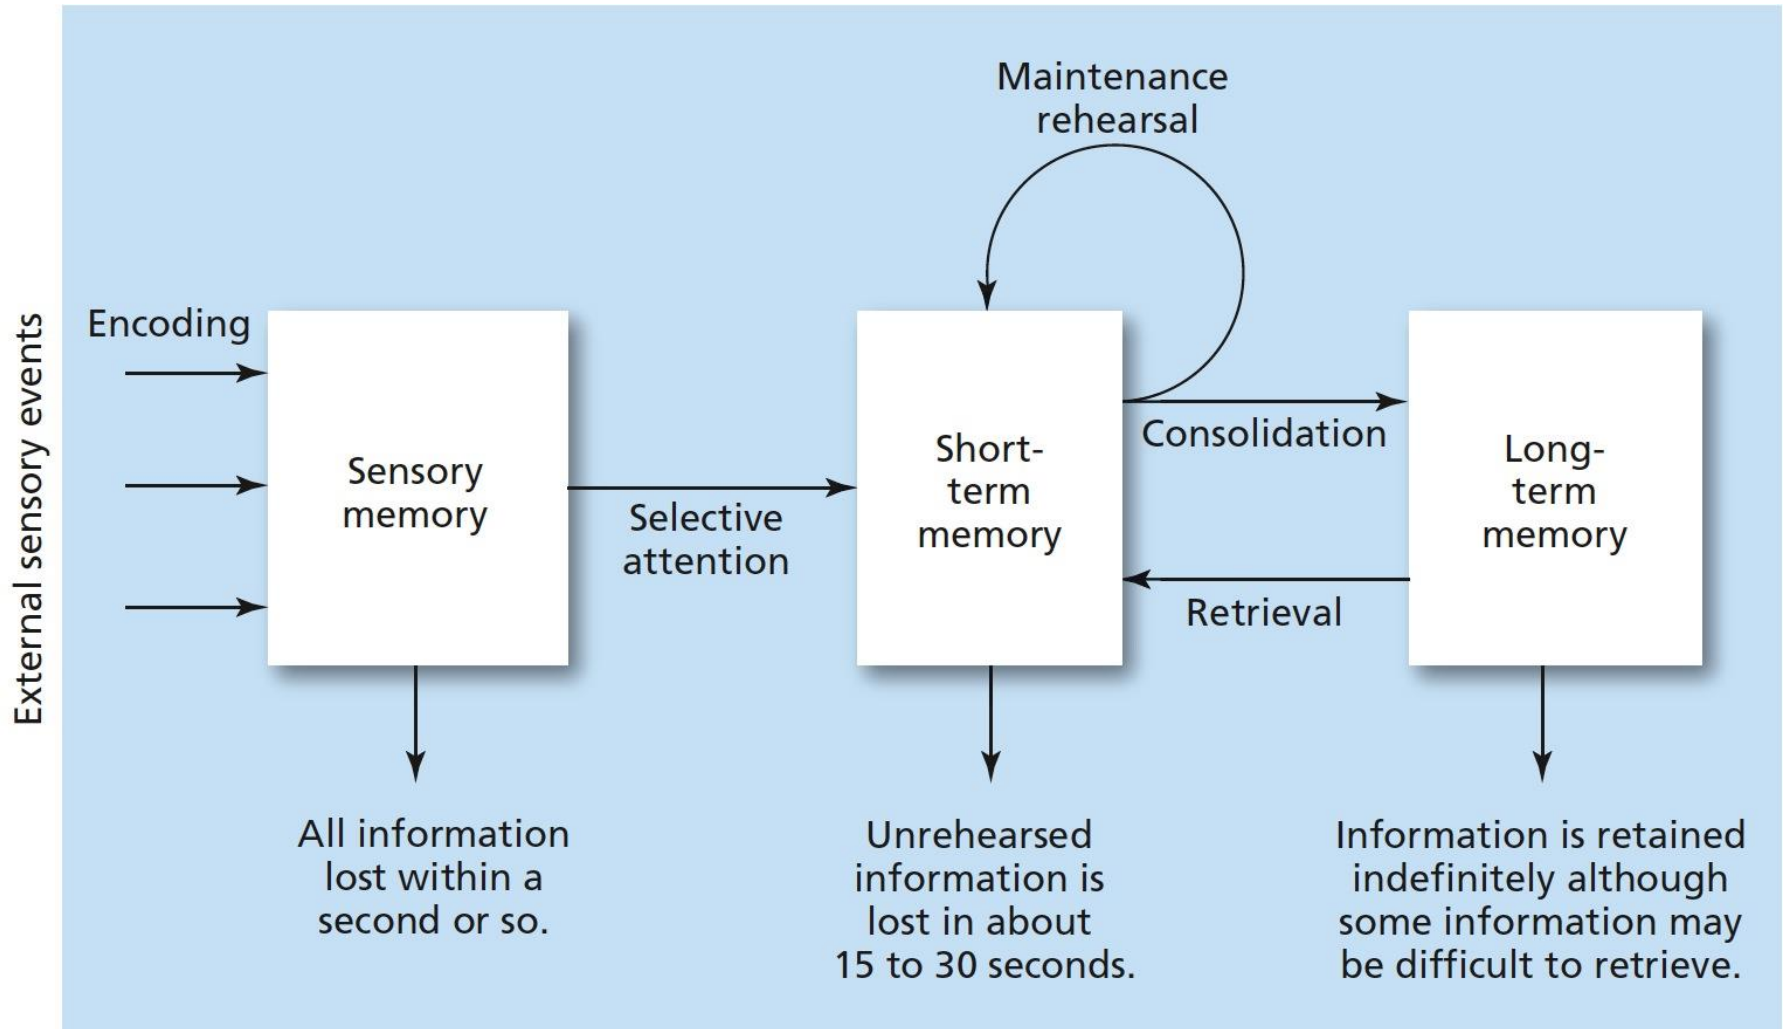 External sensory events
Encoding
Sensory
memory
Selective
attention
Maintenance
rehearsal
Short-
term
memory
Consolidation
Retrieval
Long-
term
memory
All information
lost within a
second or so.
Unrehearsed
information is
lost in about
15 to 30 seconds.
Information is retained
indefinitely although
some information may
be difficult to retrieve.